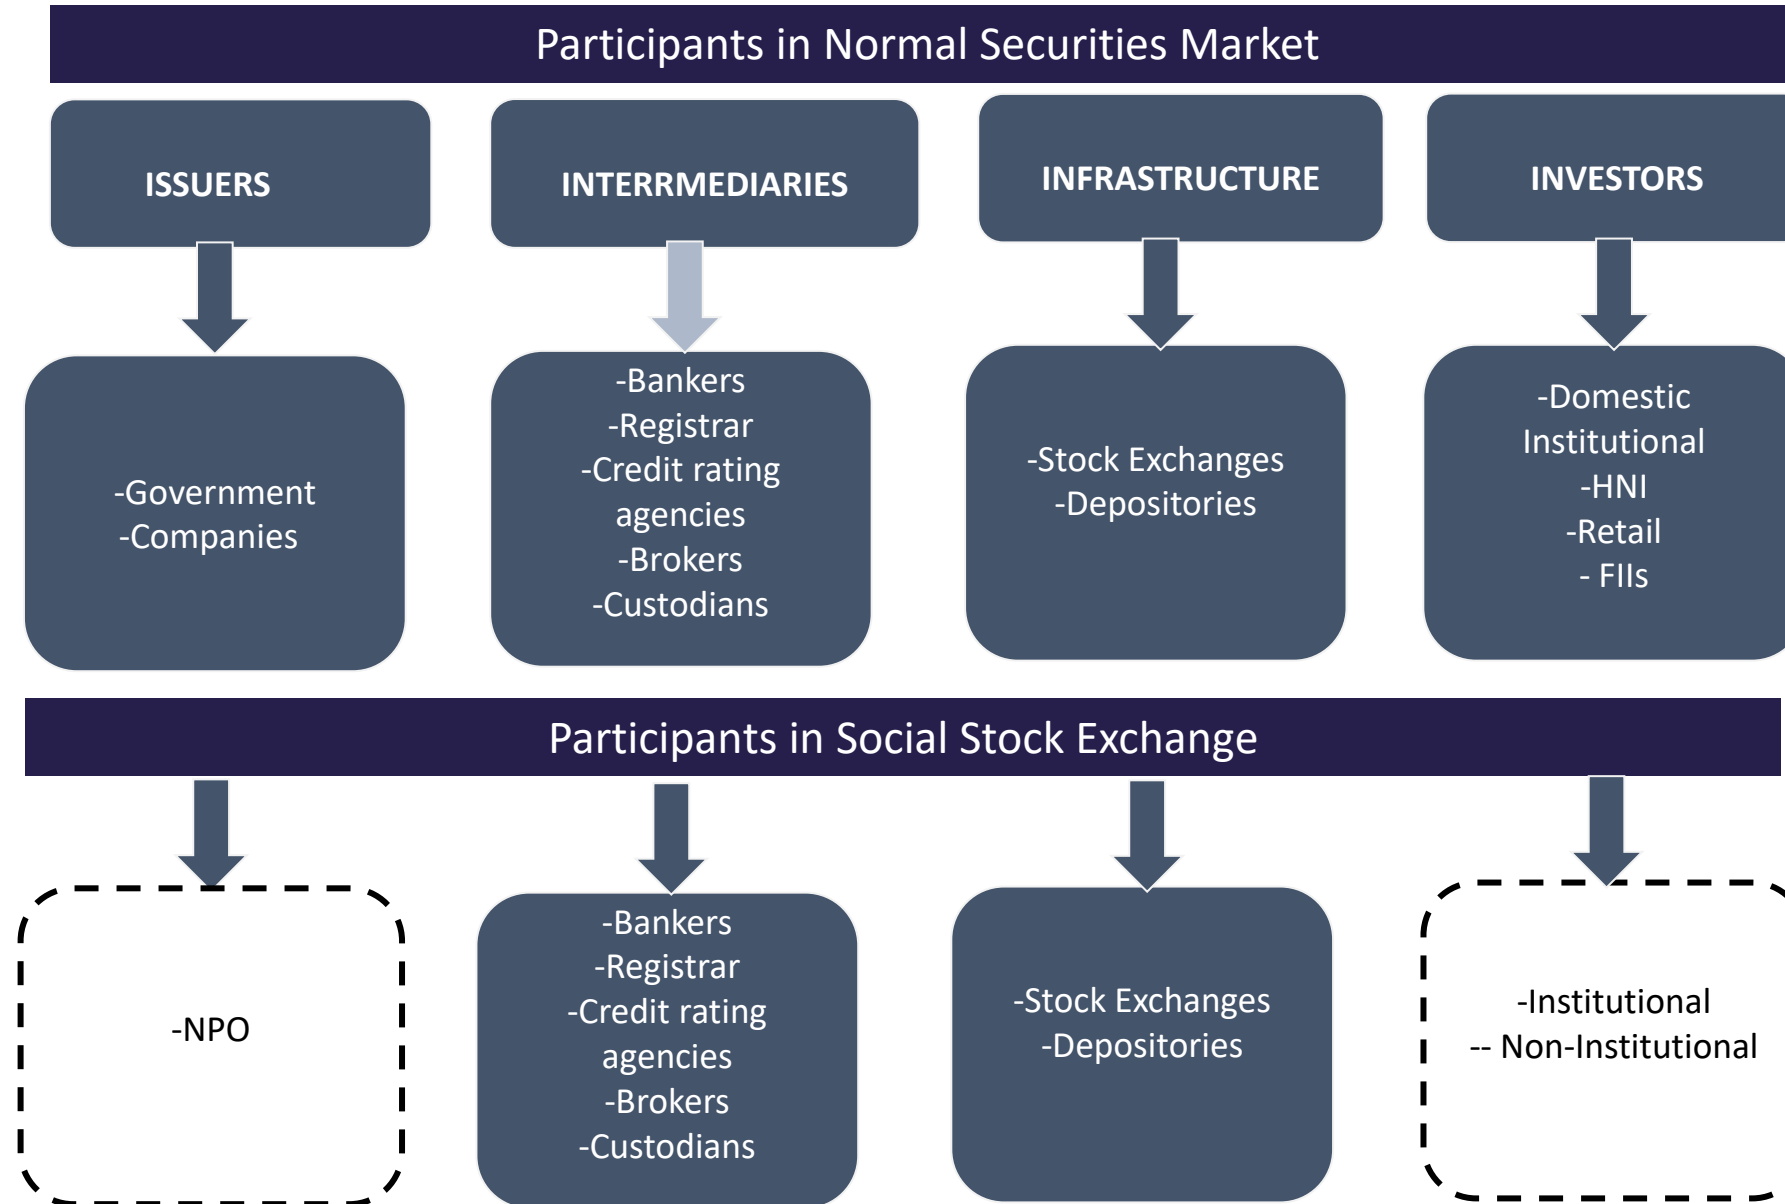 Participants in Normal Securities Market
ISSUERS
INTERRMEDIARIES
INFRASTRUCTURE
INVESTORS
-Government
-Companies
-Bankers
-Registrar
-Credit rating
agencies
-Brokers
-Custodians
-Stock Exchanges
-Depositories
-Domestic
Institutional
-HNI
-Retail
- FIIs
Participants in Social Stock Exchange
-NPO
-Bankers
-Registrar
-Credit rating
agencies
-Brokers
-Custodians
-Stock Exchanges
-Depositories
-Institutional
-- Non-Institutional